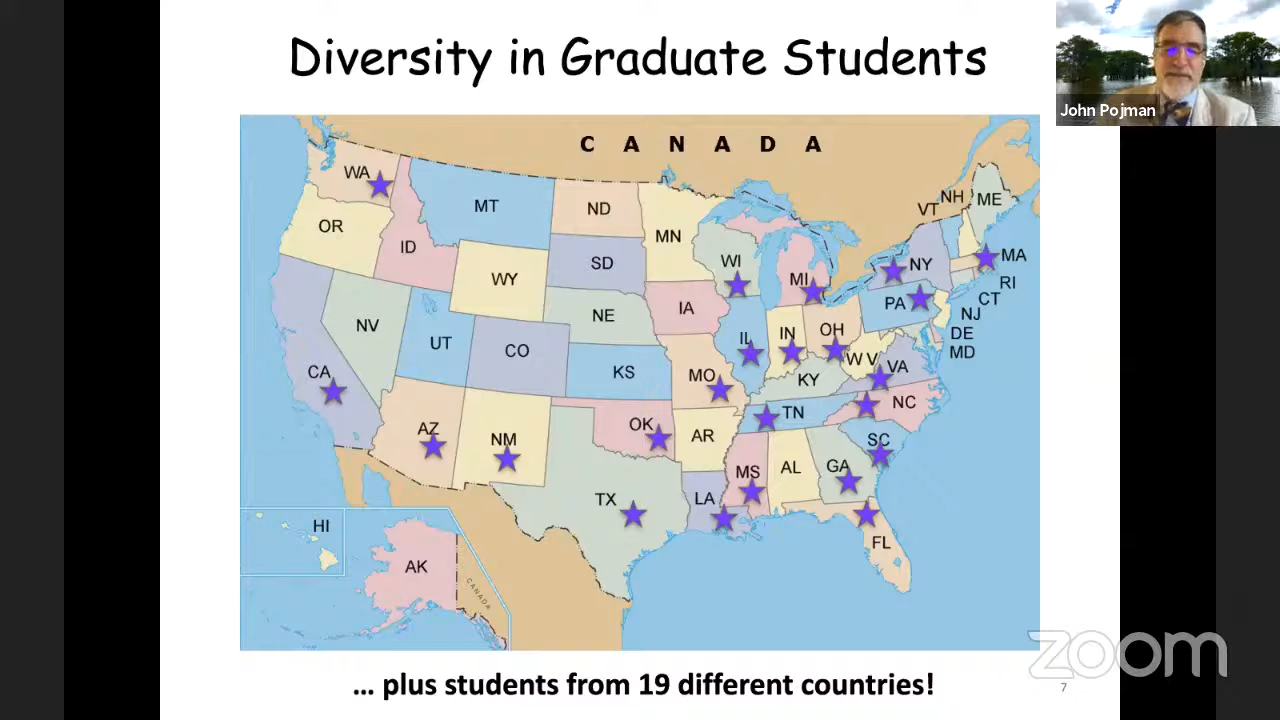 Diversity in Graduate Students
John Pojman
CANADA
WA
MT
ND
MN
OR
ID
SD
WY
WI
MI
VT
NH
ME
NY
MA
RI
CT
PA
NJ
DE
MD
NV
UT
CO
NE
IA
IL
IN
OH
WV
VA
CA
KS
MO
KY
AZ
NM
OK
AR
TN
NC
SC
TX
LA
MS
AL
GA
FL
HI
AK
CANADA
... plus students from 19 different countries!
zoom
7